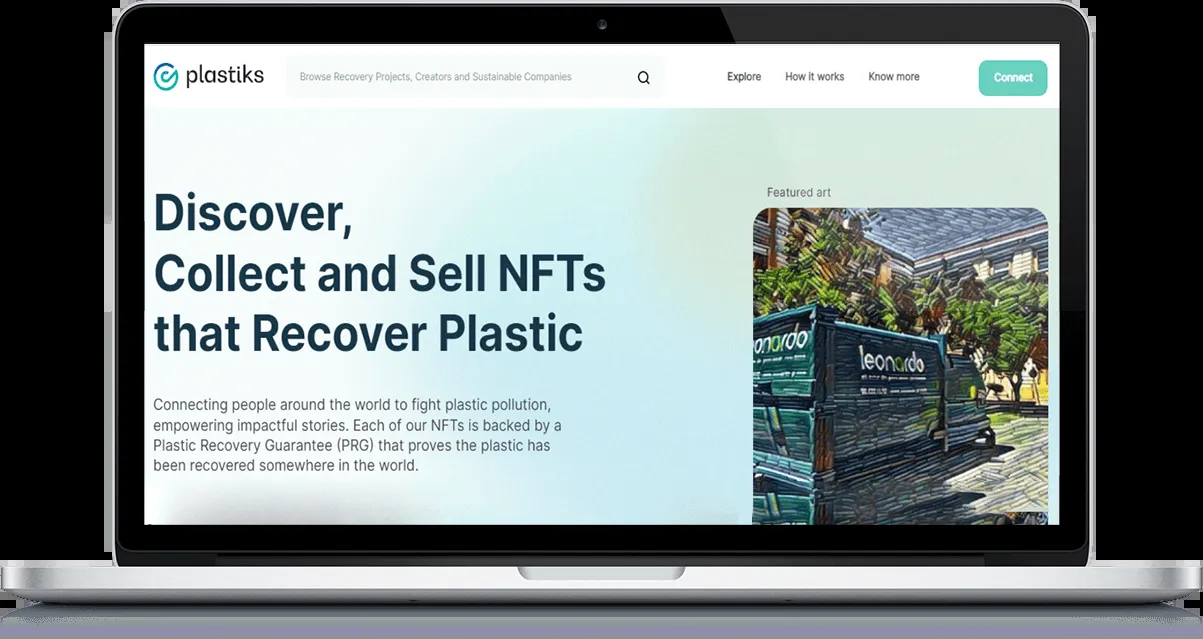 plastiks
Browse Recovery Projects, Creators and Sustainable Companies
Explore
How it works
Know more
Connect
Discover,
Collect and Sell NFTs
that Recover Plastic
Connecting people around the world to fight plastic pollution,
empowering impactful stories. Each of our NFTs is backed by a
Plastic Recovery Guarantee (PRG) that proves the plastic has
been recovered somewhere in the world.
Featured art
onardo
leonardo